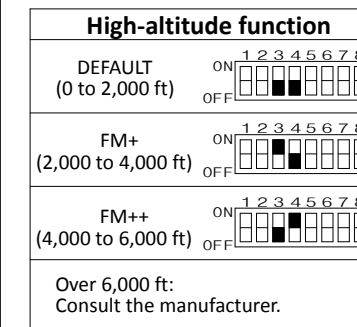 High-altitude function
DEFAULT
(0 to 2,000 ft)
ON
1 2 3 4 5 6 7 8
OFF
FM+
(2,000 to 4,000 ft)
ON
1 2 3 4 5 6 7 8
OFF
FM++
(4,000 to 6,000 ft)
ON
1 2 3 4 5 6 7 8
OFF
Over 6,000 ft:
Consult the manufacturer.